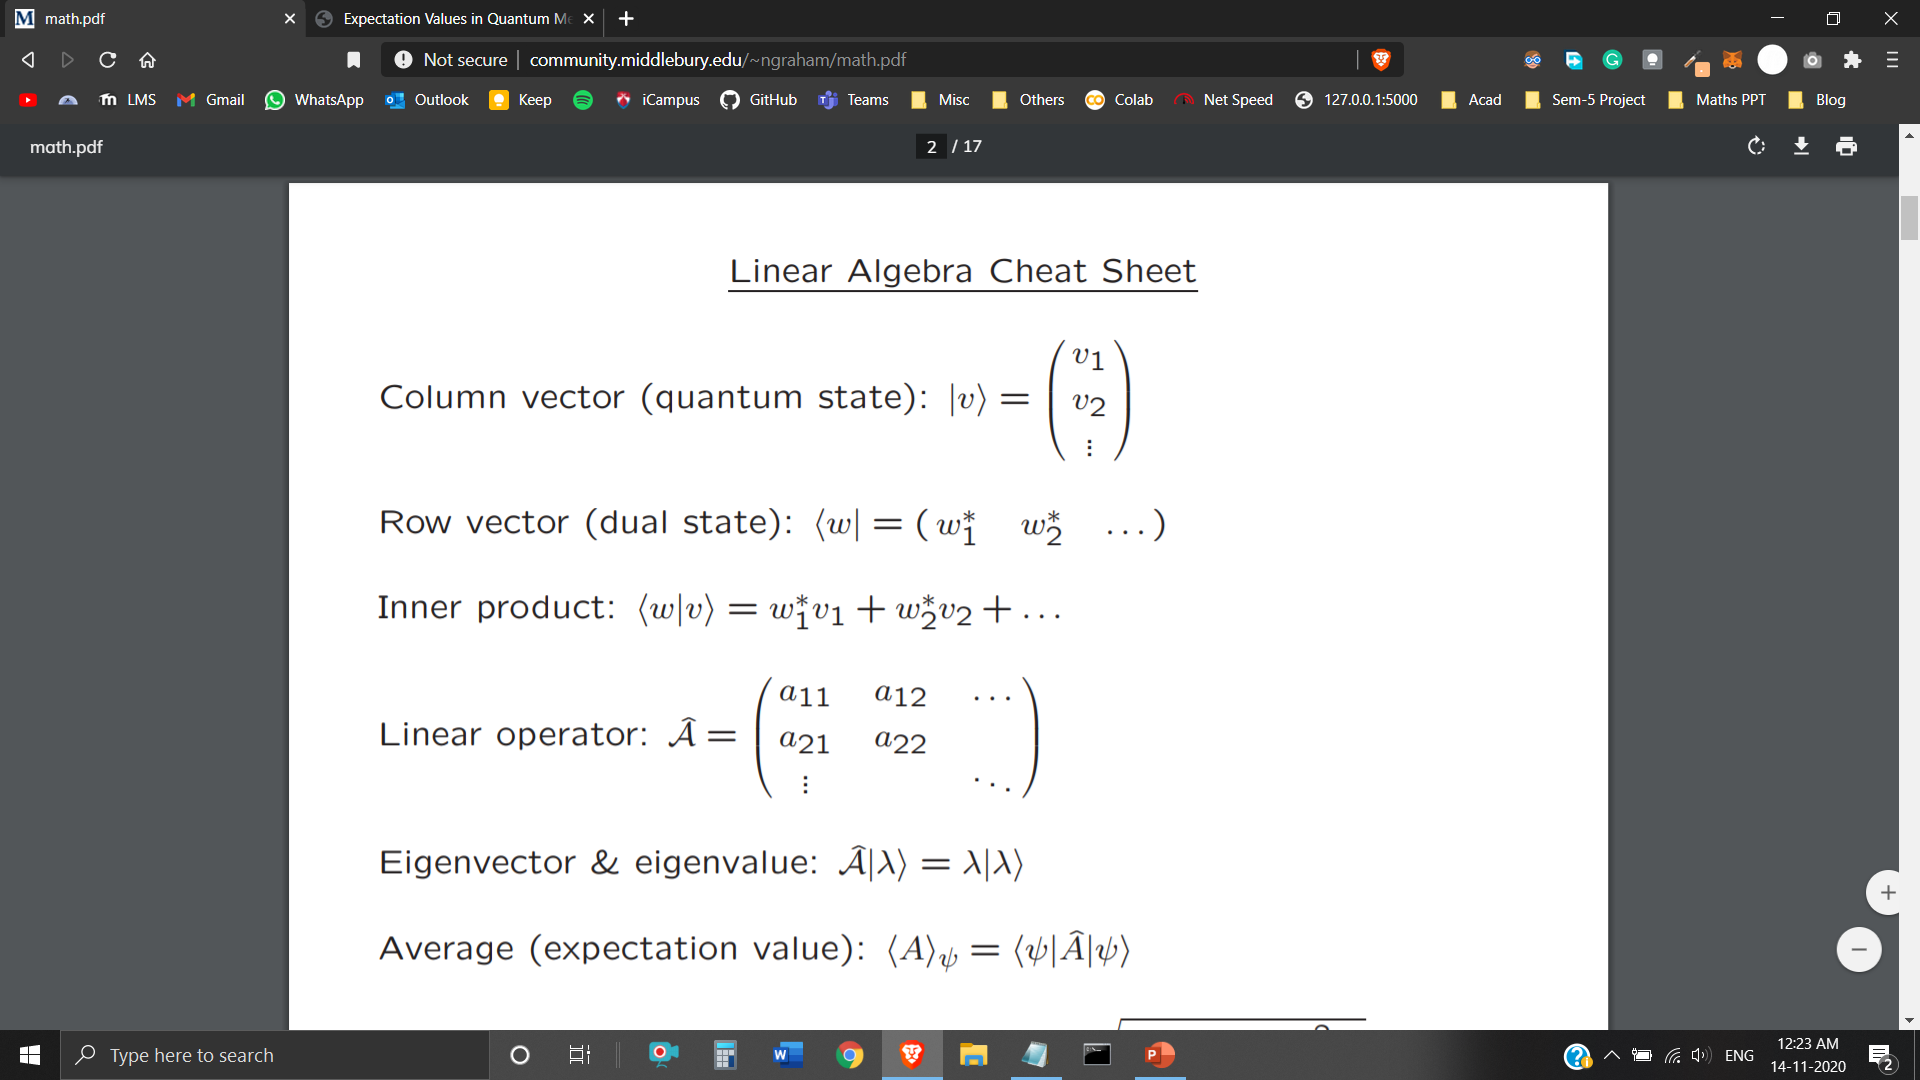 math.pdf
Expectation Values in Quantum Me
Not secure | community.middlebury.edu/~ngraham/math.pdf
LMS Gmail WhatsApp Outlook Keep iCampus GitHub Teams Misc Others Colab Net Speed 127.0.0.1:5000 Acad Sem-5 Project Maths PPT Blog
math.pdf 2 / 17
Linear Algebra Cheat Sheet
Column vector (quantum state): |v⟩ = ( v₁ v₂ ⋮ )
Row vector (dual state): ⟨w| = ( w₁* w₂* ... )
Inner product: ⟨w|v⟩ = w₁*v₁ + w₂*v₂ + ...
Linear operator: Â = ( a₁₁ a₁₂ ... a₂₁ a₂₂ ⋮ ⋱ )
Eigenvector & eigenvalue: Â|λ⟩ = λ|λ⟩
Average (expectation value): ⟨A⟩ψ = ⟨ψ|Â|ψ⟩
Type here to search
ENG
12:23 AM
14-11-2020
2